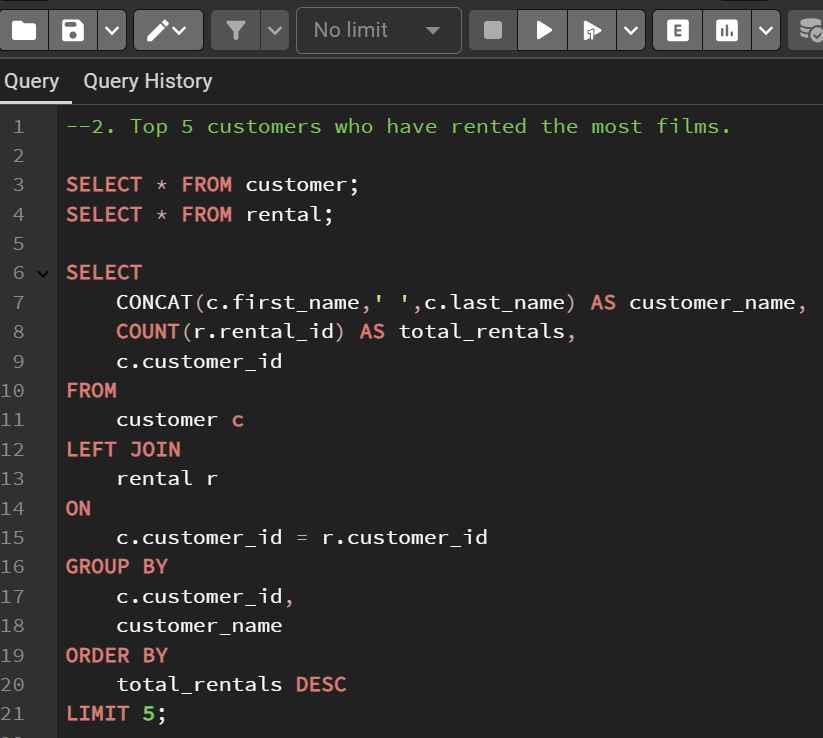 No limit
E
Query Query History
1 --2. Top 5 customers who have rented the most films.
2
3 SELECT * FROM customer;
4 SELECT * FROM rental;
5
6 SELECT
7     CONCAT(c.first_name,' ',c.last_name) AS customer_name,
8     COUNT(r.rental_id) AS total_rentals,
9     c.customer_id
10 FROM
11     customer c
12 LEFT JOIN
13     rental r
14 ON
15     c.customer_id = r.customer_id
16 GROUP BY
17     c.customer_id,
18     customer_name
19 ORDER BY
20     total_rentals DESC
21 LIMIT 5;